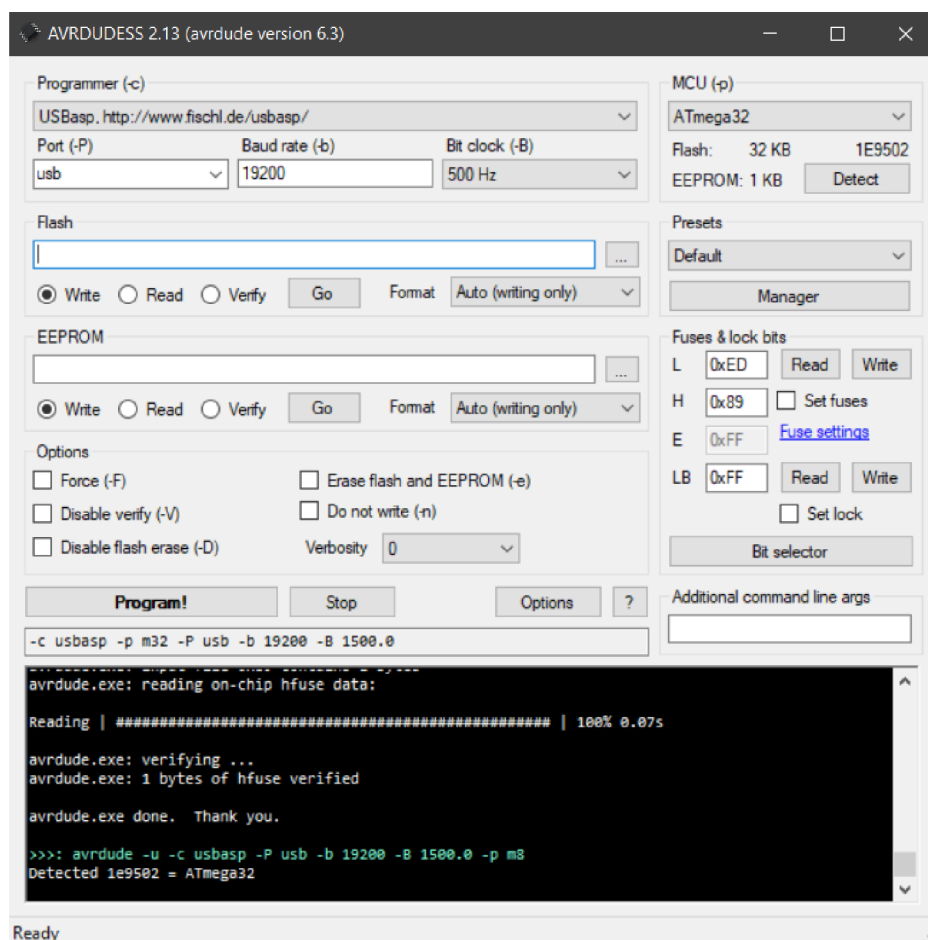 AVRDUDESS 2.13 (avrdude version 6.3)
Programmer (-c)
USBasp, http://www.fischl.de/usbasp/
Port (-P) Baud rate (-b) Bit clock (-B)
usb 19200 500 Hz
MCU (-p)
ATmega32
Flash: 32 KB 1E9502
EEPROM: 1 KB Detect
Flash
...
Write Read Verify Go Format Auto (writing only)
Presets
Default
Manager
EEPROM
...
Write Read Verify Go Format Auto (writing only)
Fuses & lock bits
L 0xED Read Write
H 0x89 Set fuses
E 0xFF Fuse settings
LB 0xFF Read Write
Set lock
Bit selector
Options
Force (-F) Erase flash and EEPROM (-e)
Disable verify (-V) Do not write (-n)
Disable flash erase (-D) Verbosity 0
Program! Stop Options ?
Additional command line args
-c usbasp -p m32 -P usb -b 19200 -B 1500.0
avrdude.exe: reading on-chip hfuse data:
Reading | ################################################## | 100% 0.07s
avrdude.exe: verifying ...
avrdude.exe: 1 bytes of hfuse verified
avrdude.exe done. Thank you.
>>>: avrdude -u -c usbasp -P usb -b 19200 -B 1500.0 -p m8
Detected 1e9502 = ATmega32
Ready